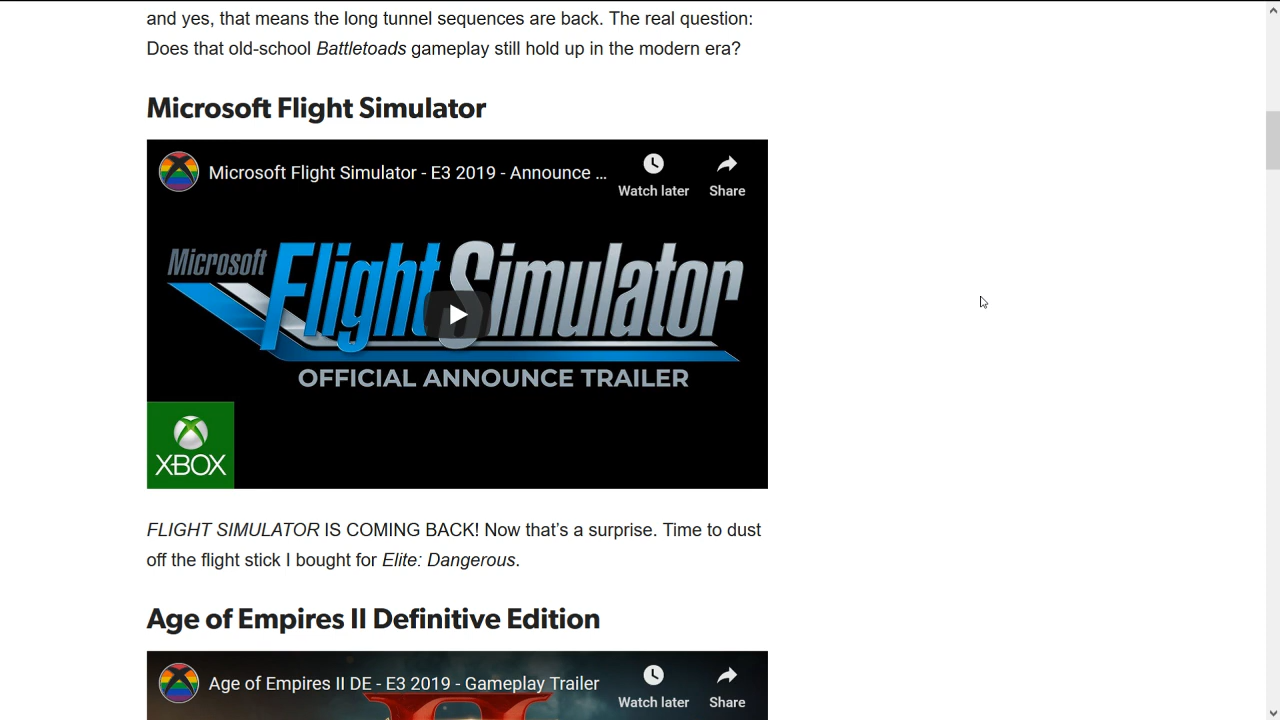 and yes, that means the long tunnel sequences are back. The real question:
Does that old-school Battletoads gameplay still hold up in the modern era?
Microsoft Flight Simulator
Microsoft Flight Simulator - E3 2019 - Announce ...
Watch later
Share
Microsoft Flight Simulator
OFFICIAL ANNOUNCE TRAILER
XBOX
FLIGHT SIMULATOR IS COMING BACK! Now that’s a surprise. Time to dust
off the flight stick I bought for Elite: Dangerous.
Age of Empires II Definitive Edition
Age of Empires II DE - E3 2019 - Gameplay Trailer
Watch later
Share